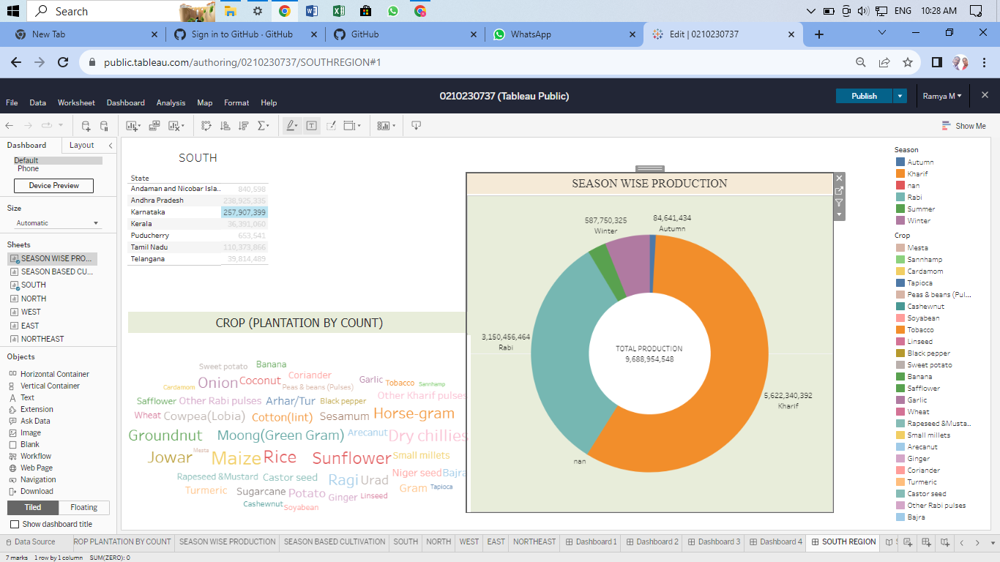 Search
ENG 10:28 AM
New Tab
Sign in to GitHub · GitHub
GitHub
WhatsApp
Edit | 0210230737
public.tableau.com/authoring/0210230737/SOUTHREGION#1
0210230737 (Tableau Public)
Publish
Ramya M
File Data Worksheet Dashboard Analysis Map Format Help
Show Me
Dashboard Layout
Default
Phone
Device Preview
Size
Automatic
Sheets
SEASON WISE PRO...
SEASON BASED CU...
SOUTH
NORTH
WEST
EAST
NORTHEAST
Objects
Horizontal Container
Vertical Container
Text
Extension
Ask Data
Image
Blank
Workflow
Web Page
Navigation
Download
Tiled Floating
Show dashboard title
SOUTH
State
Andaman and Nicobar Isla.. 840,598
Andhra Pradesh 238,925,335
Karnataka 257,907,399
Kerala 36,391,060
Puducherry 653,541
Tamil Nadu 110,373,866
Telangana 39,814,489
CROP (PLANTATION BY COUNT)
Sweet potato Banana
Cardamom Onion Coconut Coriander Peas & beans (Pulses) Garlic Tobacco Sannhamp
Safflower Other Rabi pulses Arhar/Tur Black pepper Other Kharif pulses
Wheat Cowpea(Lobia) Cotton(lint) Sesamum Horse-gram
Groundnut Moong(Green Gram) Arecanut Dry chillies
Jowar Mesta Maize Rice Sunflower Small millets
Rapeseed &Mustard Castor seed Ragi Urad Niger seed Bajra
Turmeric Sugarcane Potato Ginger Linseed Gram Tapioca
Cashewnut Soyabean
SEASON WISE PRODUCTION
587,750,325
Winter
84,641,434
Autumn
3,150,456,464
Rabi
TOTAL PRODUCTION
9,688,954,548
5,622,340,392
Kharif
nan
Season
Autumn
Kharif
nan
Rabi
Summer
Winter
Crop
Mesta
Sannhamp
Cardamom
Tapioca
Peas & beans (Pul...
Cashewnut
Soyabean
Tobacco
Linseed
Black pepper
Sweet potato
Banana
Safflower
Garlic
Wheat
Rapeseed &Musta..
Small millets
Arecanut
Ginger
Coriander
Turmeric
Castor seed
Other Rabi pulses
Bajra
Data Source ROP PLANTATION BY COUNT SEASON WISE PRODUCTION SEASON BASED CULTIVATION SOUTH NORTH WEST EAST NORTHEAST Dashboard 1 Dashboard 2 Dashboard 3 Dashboard 4 SOUTH REGION
7 marks 1 row by 1 column SUM(ZERO): 0